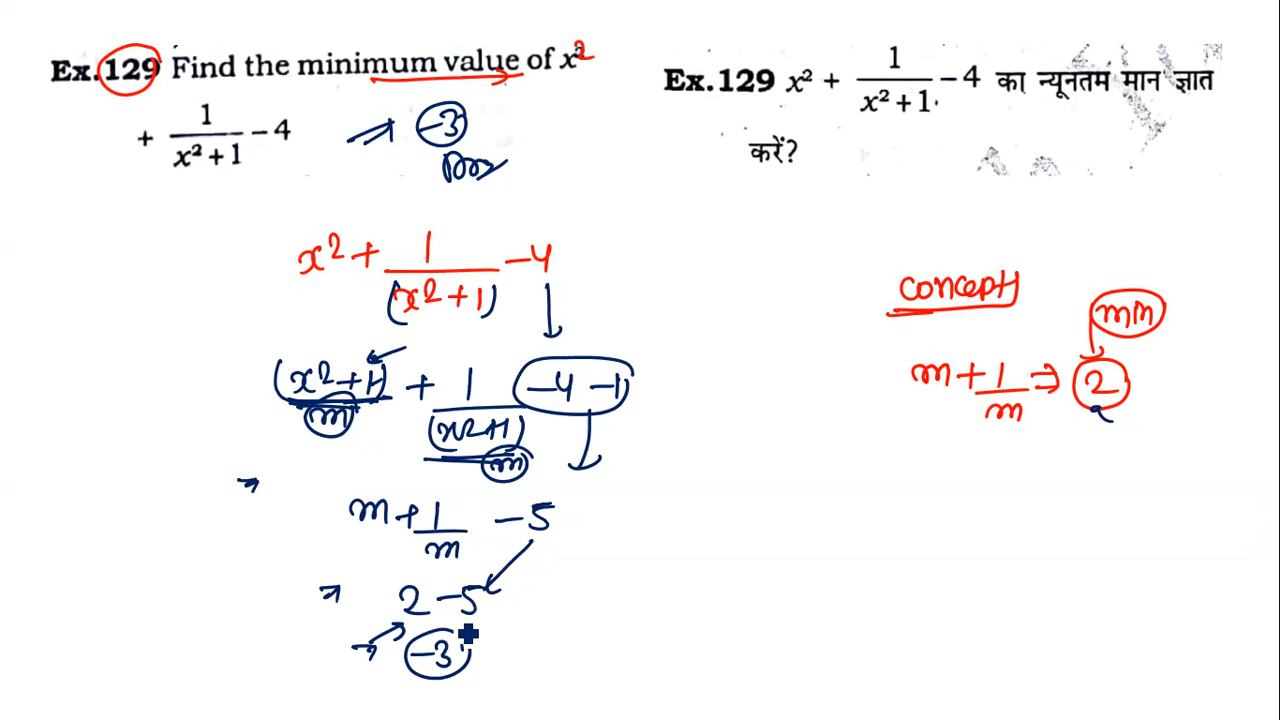 Ex.129 Find the minimum value of x²
+ 1/(x²+1) − 4 ⇒ −3
Ans
Ex.129 x² + 1/(x²+1) − 4 का न्यूनतम मान ज्ञात
करें?
x² + 1/(x²+1) − 4
(x²+1) + 1/(x²+1) − 4 − 1
m m
→
m + 1/m − 5
→ 2 − 5
→ −3
concept
min
m + 1/m ⇒ 2